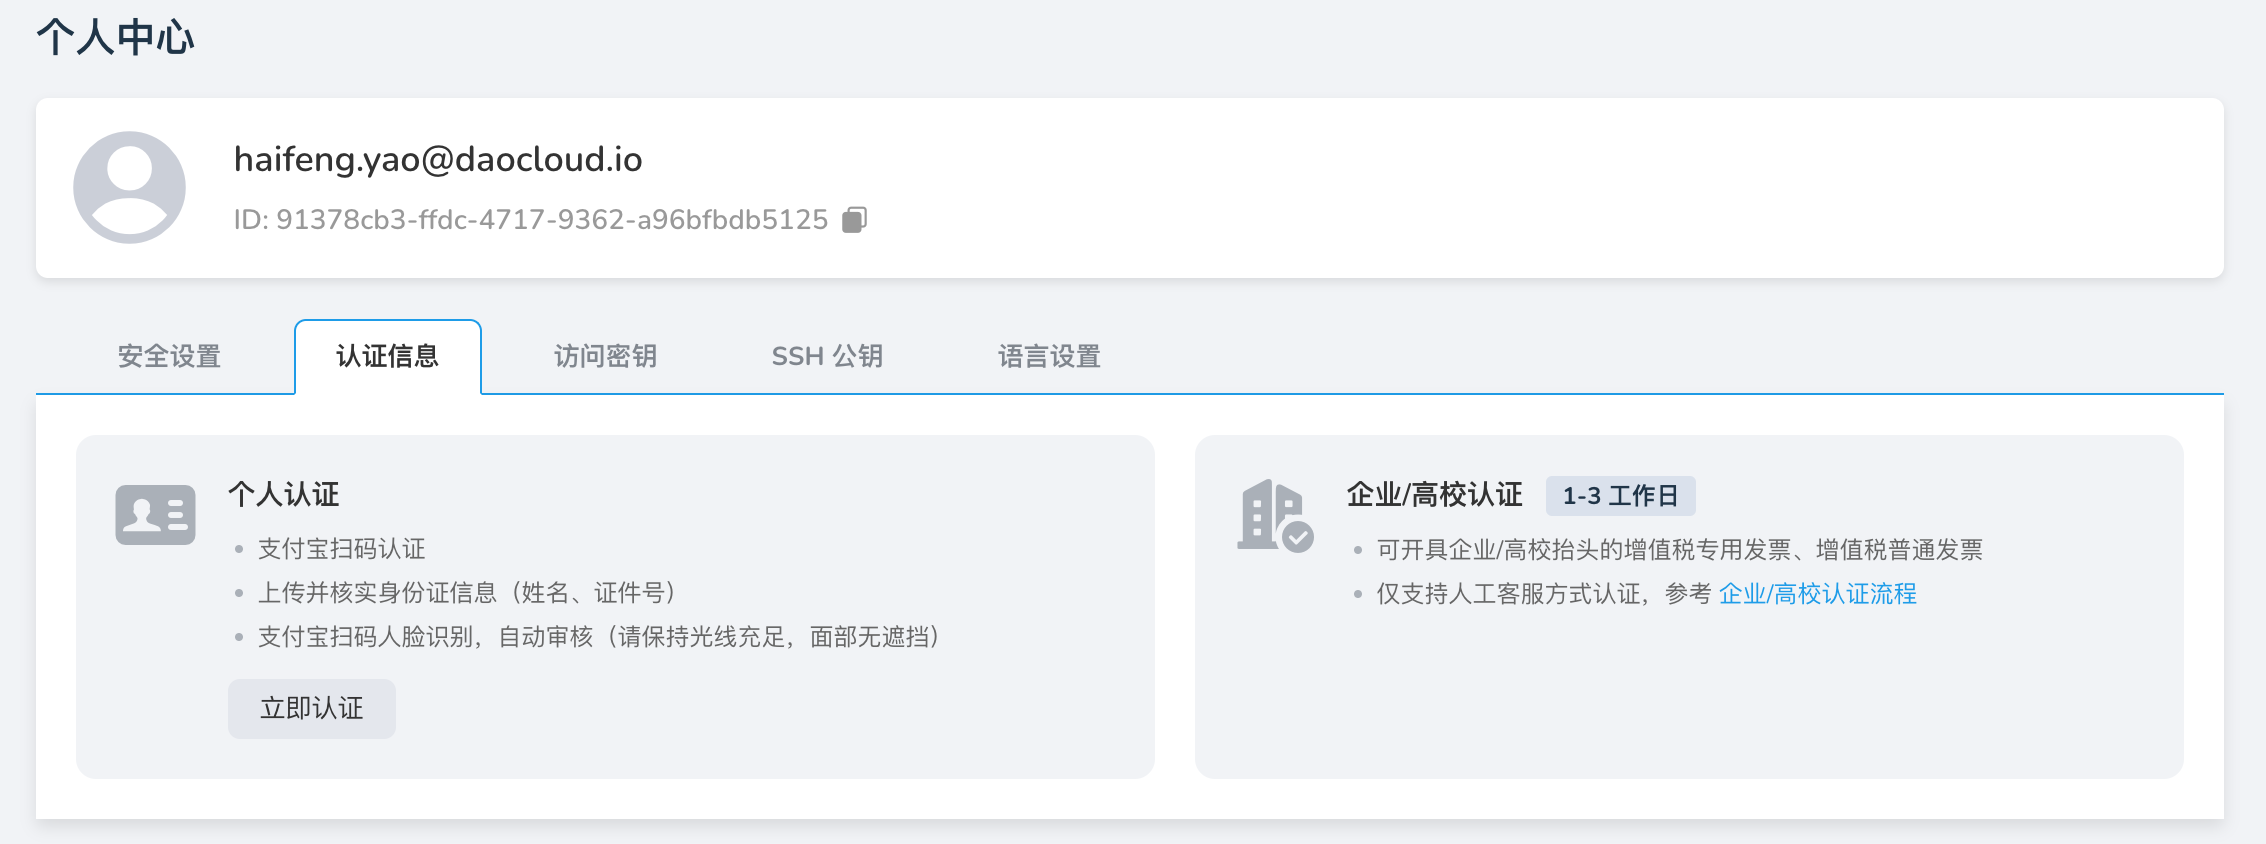 个人中心
haifeng.yao@daocloud.io
ID: 91378cb3-ffdc-4717-9362-a96bfbdb5125
安全设置 认证信息 访问密钥 SSH 公钥 语言设置
个人认证
支付宝扫码认证
上传并核实身份证信息（姓名、证件号）
支付宝扫码人脸识别，自动审核（请保持光线充足，面部无遮挡）
立即认证
企业/高校认证 1-3 工作日
可开具企业/高校抬头的增值税专用发票、增值税普通发票
仅支持人工客服方式认证，参考 企业/高校认证流程